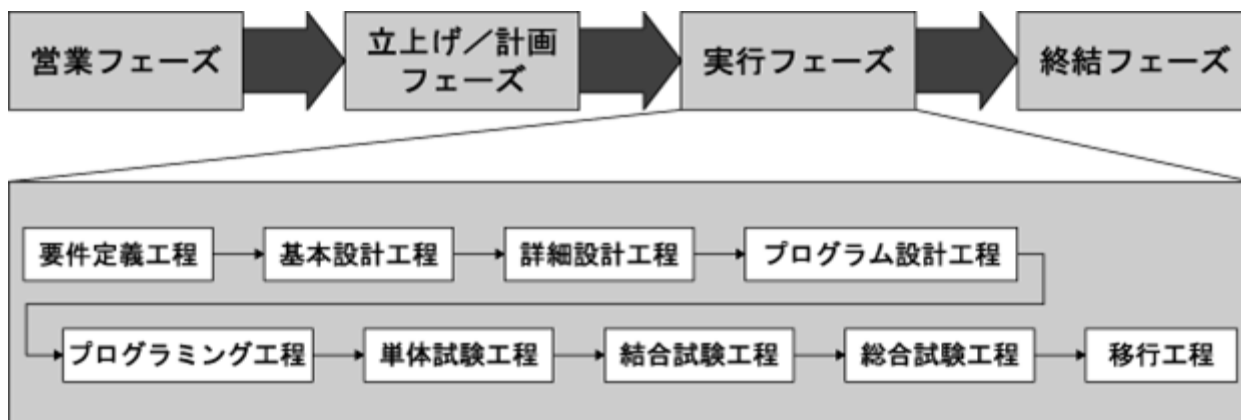 営業フェーズ
立上げ／計画
フェーズ
実行フェーズ
終結フェーズ
要件定義工程
基本設計工程
詳細設計工程
プログラム設計工程
プログラミング工程
単体試験工程
結合試験工程
総合試験工程
移行工程